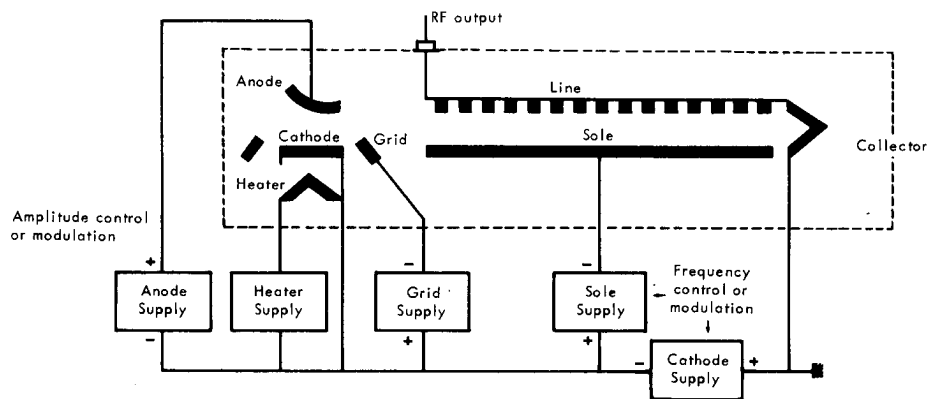 RF output
Anode
Line
Cathode
Grid
Sole
Collector
Heater
Amplitude control
or modulation
Frequency
control or
modulation
+
−
−
+
Anode
Supply
Heater
Supply
Grid
Supply
Sole
Supply
−
+
+
−
+
Cathode
Supply